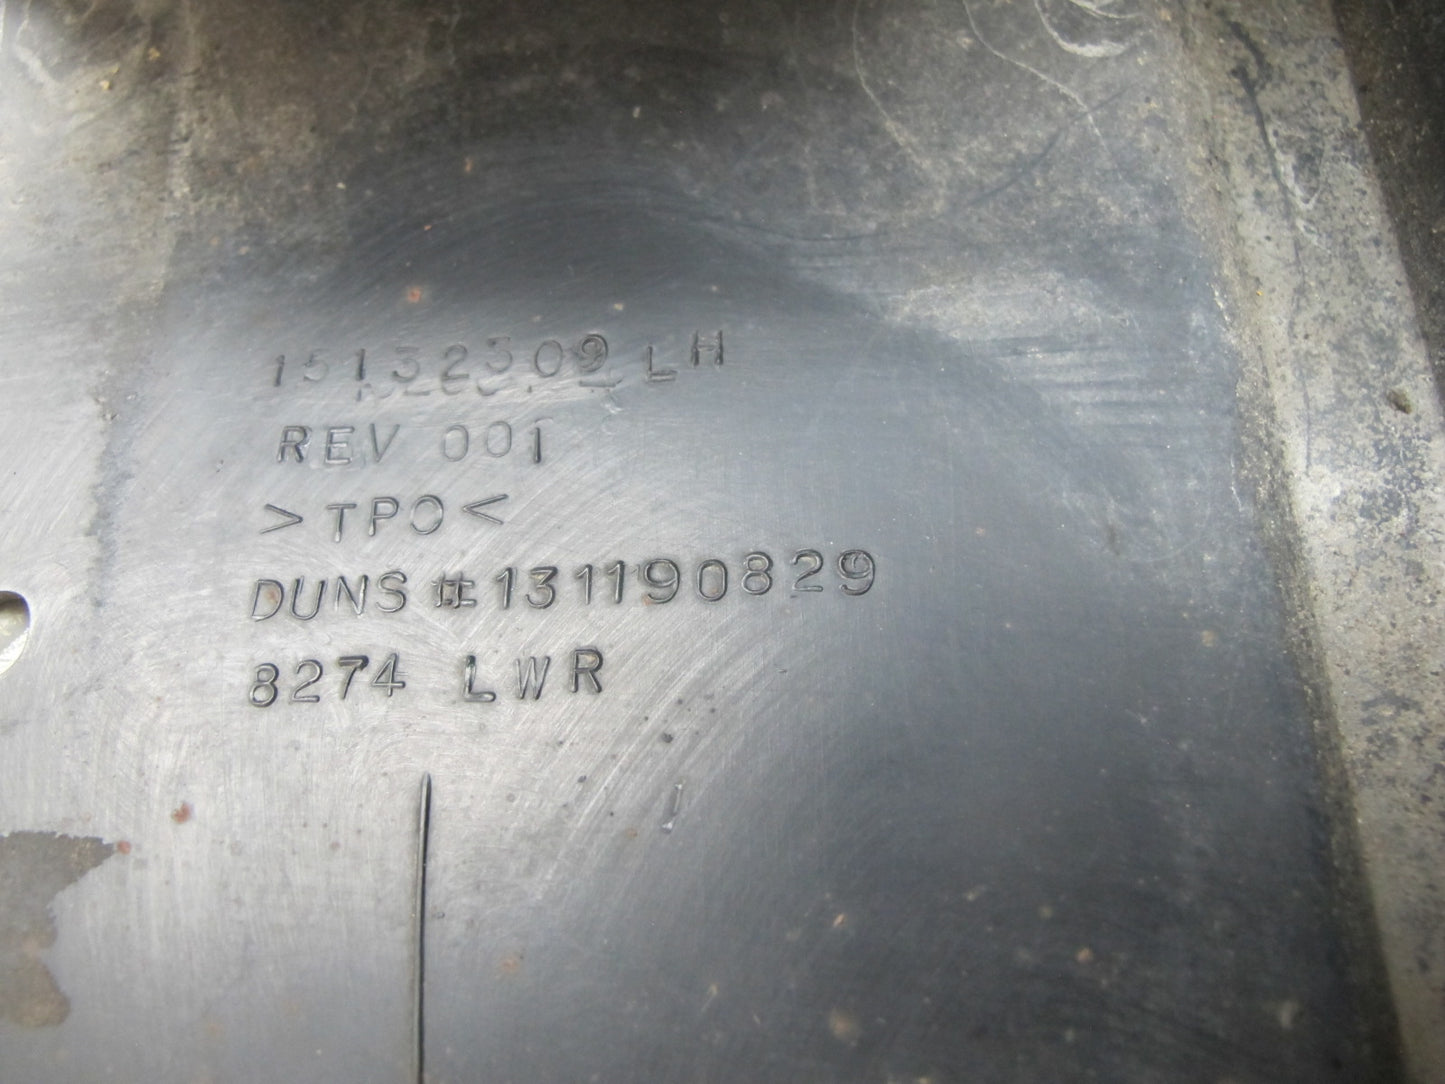 15132309 LH
REV 001
>TPO<
DUNS #131190829
8274 LWR